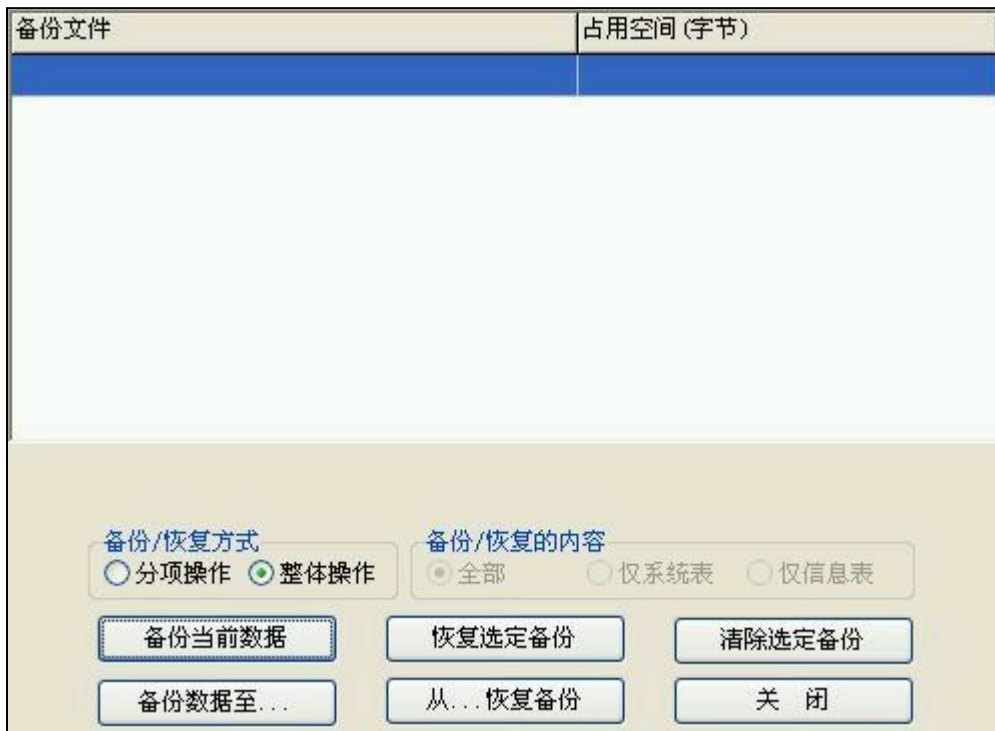 备份文件 占用空间(字节)
备份/恢复方式 备份/恢复的内容
分项操作 整体操作 全部 仅系统表 仅信息表
备份当前数据 恢复选定备份 清除选定备份
备份数据至... 从...恢复备份 关 闭